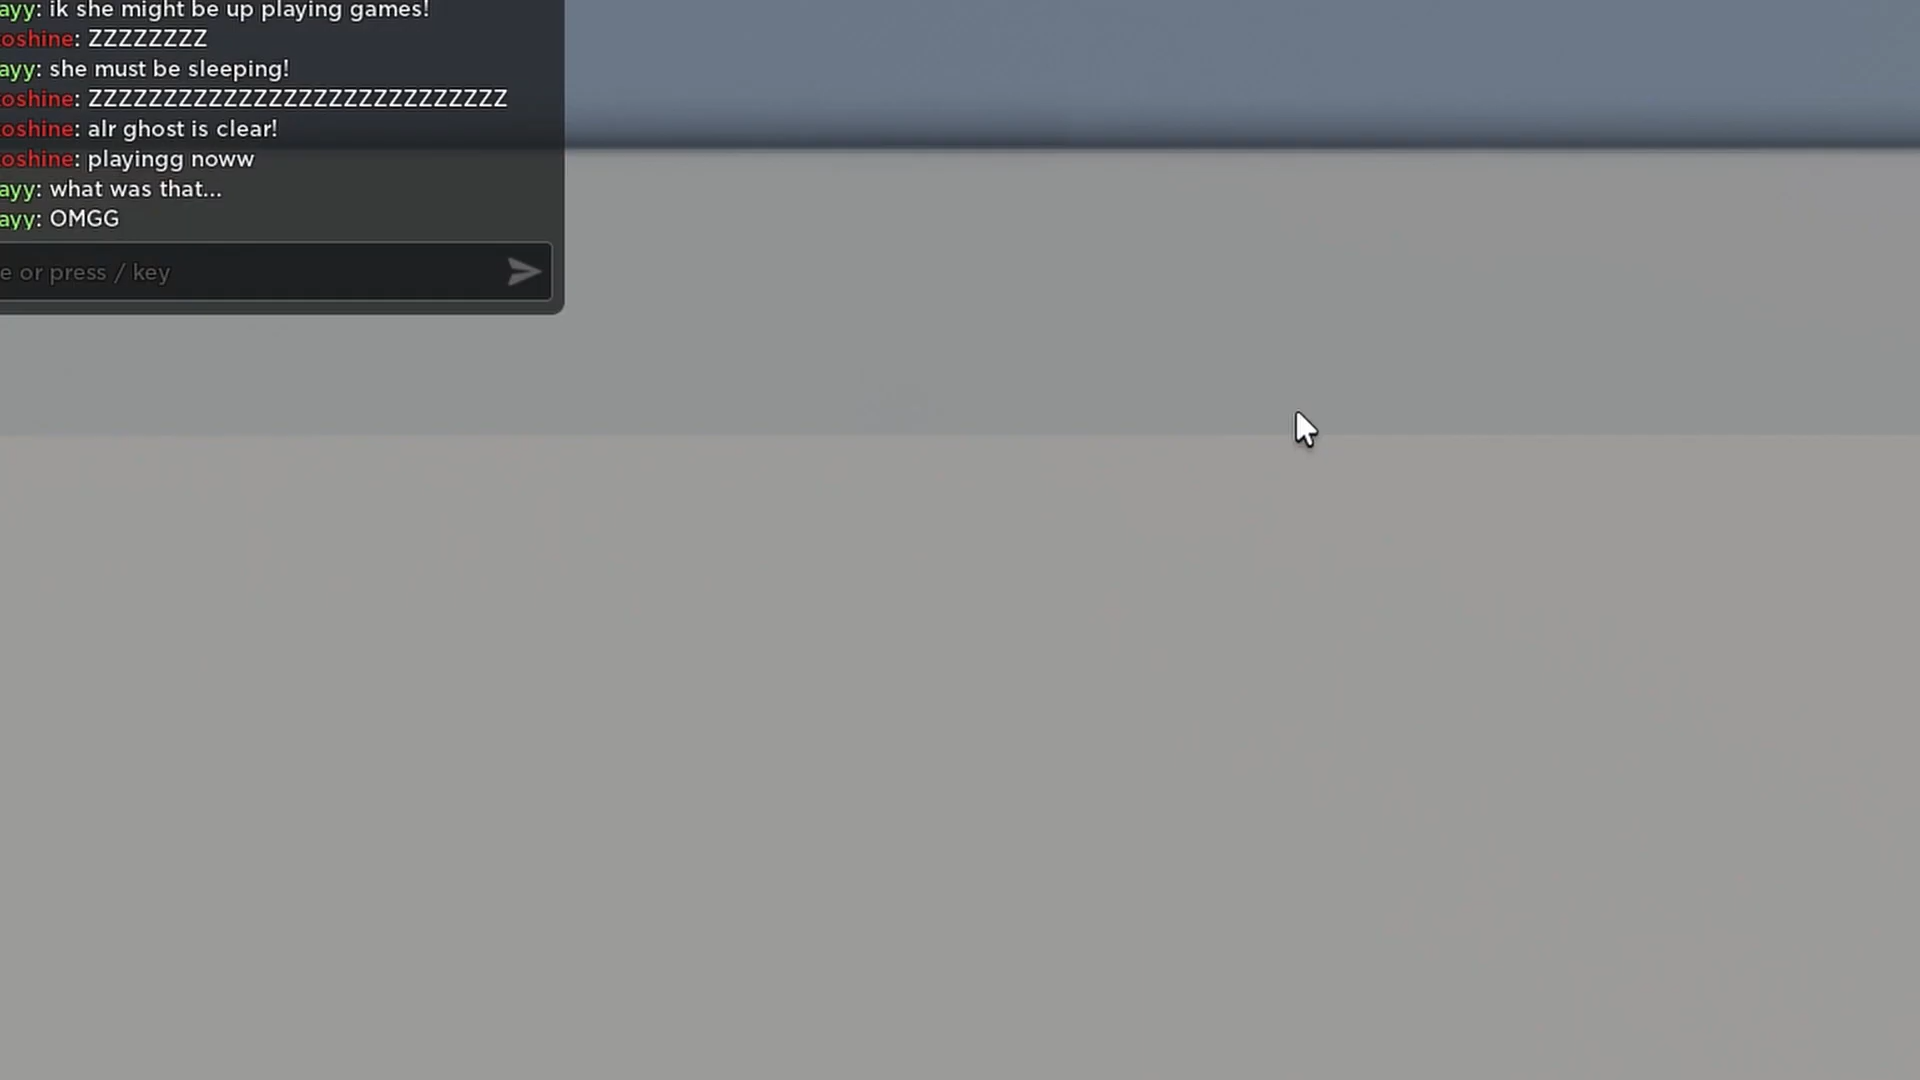 ayy: ik she might be up playing games!
oshine: ZZZZZZZZ
ayy: she must be sleeping!
oshine: ZZZZZZZZZZZZZZZZZZZZZZZZZZZZ
oshine: alr ghost is clear!
oshine: playingg noww
ayy: what was that...
ayy: OMGG
e or press / key